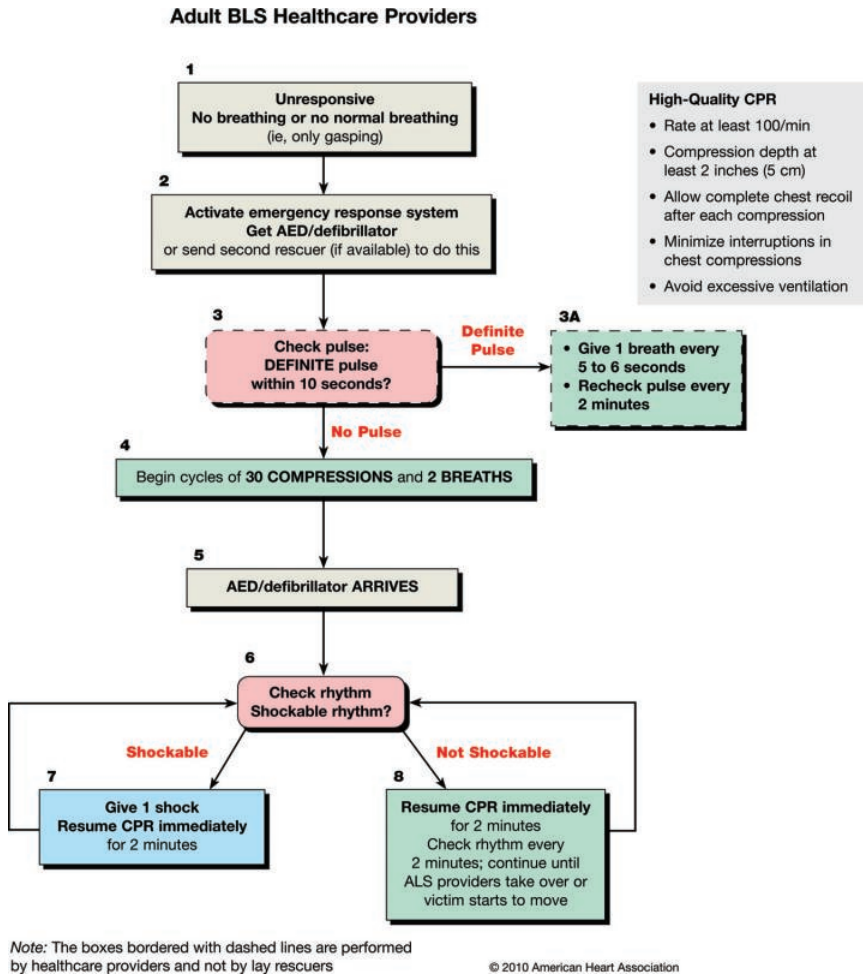 Adult BLS Healthcare Providers
1
Unresponsive
No breathing or no normal breathing
(ie, only gasping)
High-Quality CPR
• Rate at least 100/min
• Compression depth at
least 2 inches (5 cm)
• Allow complete chest recoil
after each compression
• Minimize interruptions in
chest compressions
• Avoid excessive ventilation
2
Activate emergency response system
Get AED/defibrillator
or send second rescuer (if available) to do this
3
Check pulse:
DEFINITE pulse
within 10 seconds?
Definite
Pulse
3A
• Give 1 breath every
5 to 6 seconds
• Recheck pulse every
2 minutes
No Pulse
4
Begin cycles of 30 COMPRESSIONS and 2 BREATHS
5
AED/defibrillator ARRIVES
6
Check rhythm
Shockable rhythm?
Shockable
Not Shockable
7
Give 1 shock
Resume CPR immediately
for 2 minutes
8
Resume CPR immediately
for 2 minutes
Check rhythm every
2 minutes; continue until
ALS providers take over or
victim starts to move
Note: The boxes bordered with dashed lines are performed
by healthcare providers and not by lay rescuers
© 2010 American Heart Association